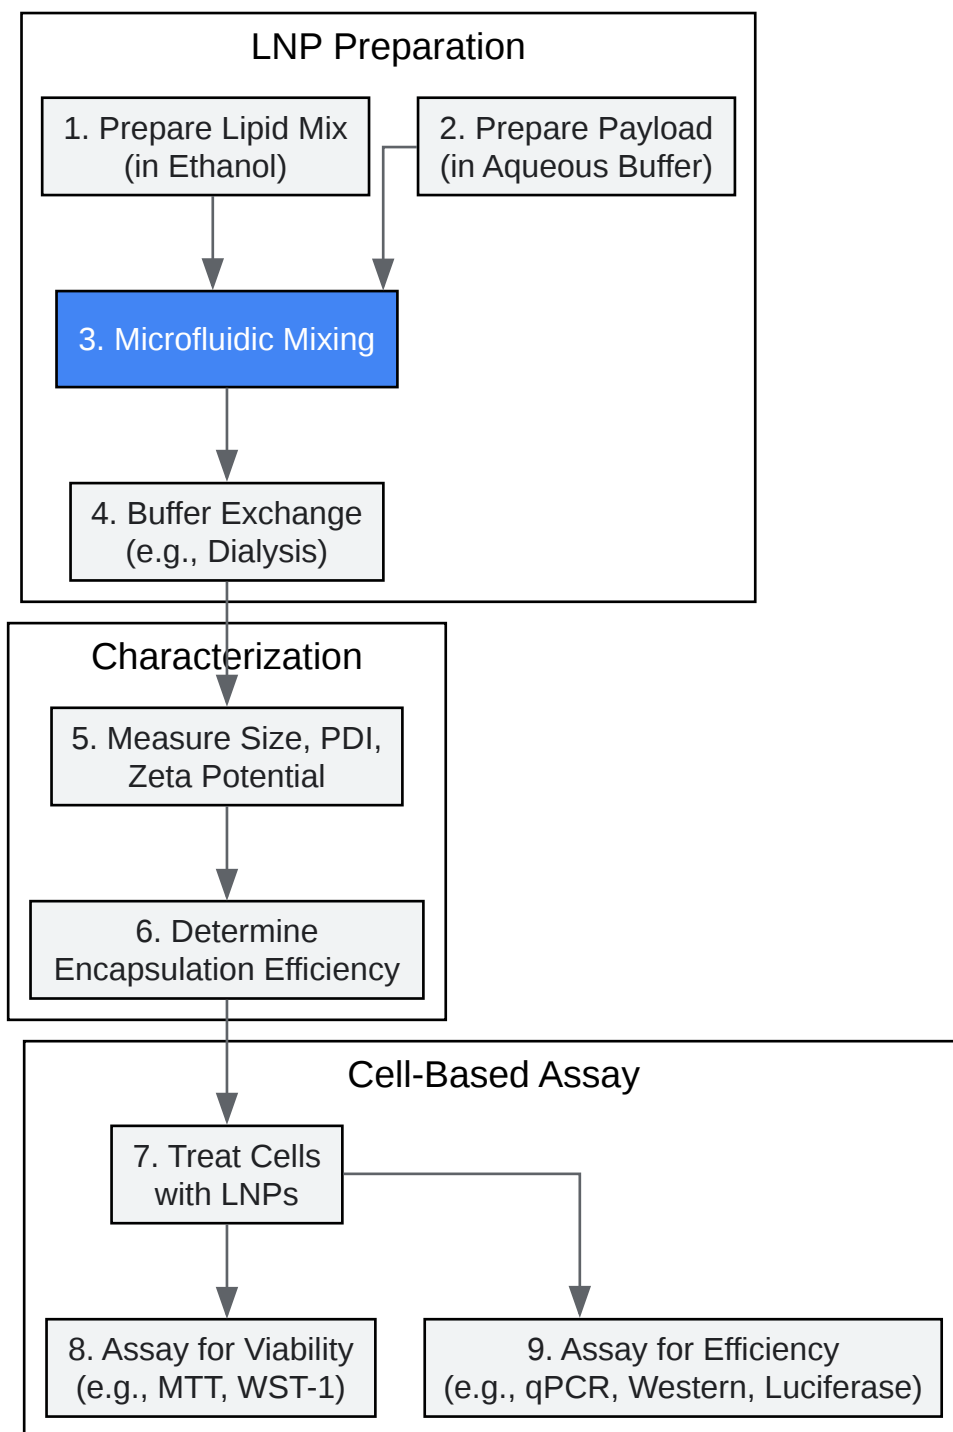 LNP Preparation
1. Prepare Lipid Mix
(in Ethanol)
2. Prepare Payload
(in Aqueous Buffer)
3. Microfluidic Mixing
4. Buffer Exchange
(e.g., Dialysis)
Characterization
5. Measure Size, PDI,
Zeta Potential
6. Determine
Encapsulation Efficiency
Cell-Based Assay
7. Treat Cells
with LNPs
8. Assay for Viability
(e.g., MTT, WST-1)
9. Assay for Efficiency
(e.g., qPCR, Western, Luciferase)